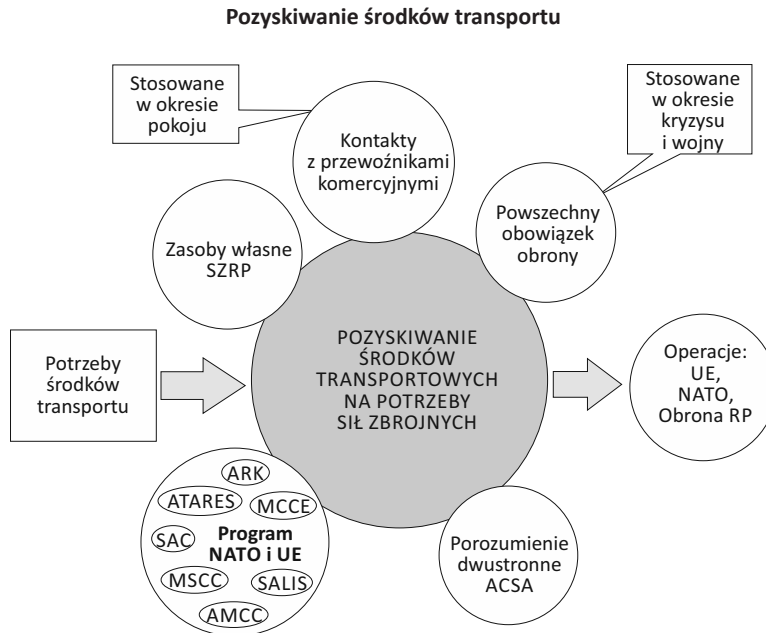 Pozyskiwanie środków transportu
Stosowane
w okresie
pokoju
Kontakty
z przewoźnikami
komercyjnymi
Stosowane
w okresie
kryzysu
i wojny
Zasoby własne
SZRP
Powszechny
obowiązek
obrony
Potrzeby
środków
transportu
POZYSKIWANIE
ŚRODKÓW
TRANSPORTOWYCH
NA POTRZEBY
SIŁ ZBROJNYCH
Operacje:
UE,
NATO,
Obrona RP
ARK
ATARES
MCCE
SAC
Program
NATO i UE
MSCC
SALIS
AMCC
Porozumienie
dwustronne
ACSA